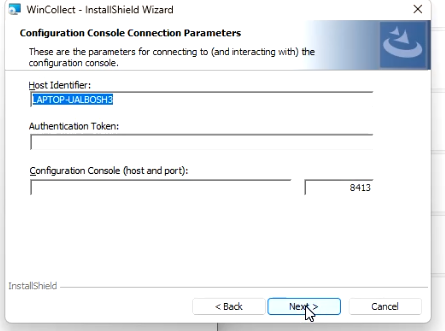 WinCollect - InstallShield Wizard
Configuration Console Connection Parameters
These are the parameters for connecting to (and interacting with) the
configuration console.
Host Identifier:
LAPTOP-UALBOSH3
Authentication Token:
Configuration Console (host and port):
8413
InstallShield
< Back
Next >
Cancel